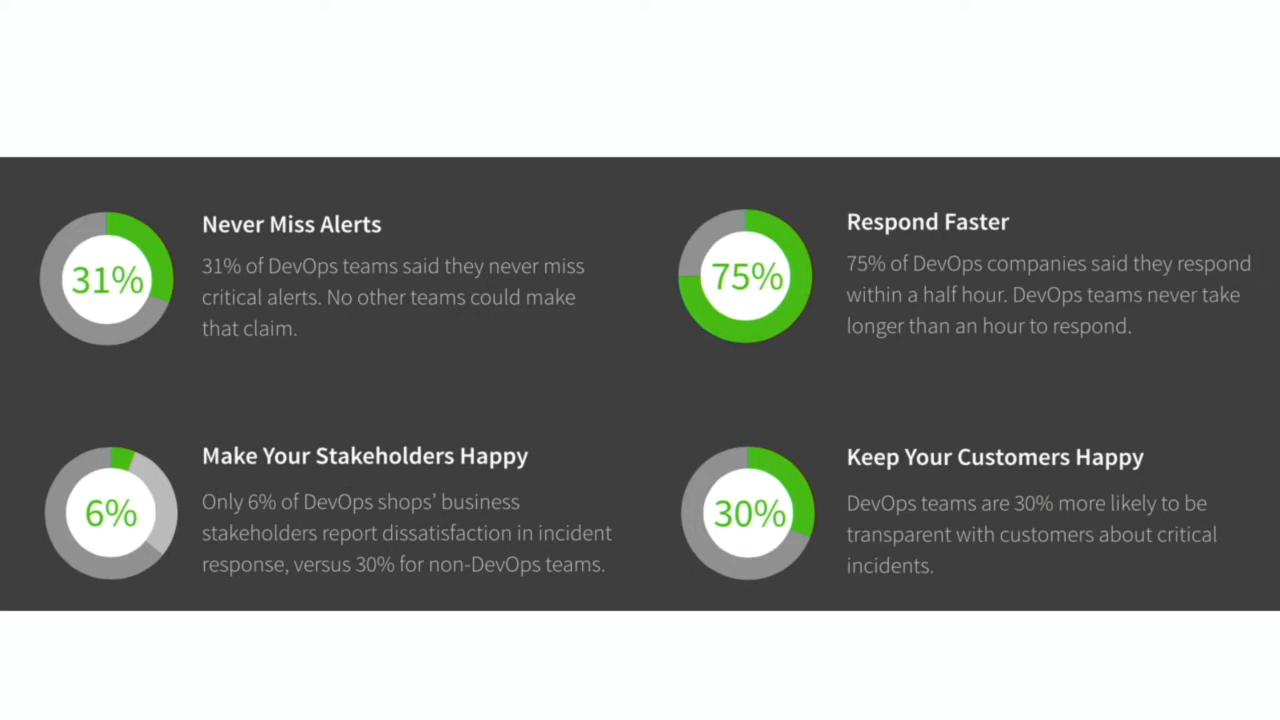 31%
Never Miss Alerts
31% of DevOps teams said they never miss
critical alerts. No other teams could make
that claim.
75%
Respond Faster
75% of DevOps companies said they respond
within a half hour. DevOps teams never take
longer than an hour to respond.
6%
Make Your Stakeholders Happy
Only 6% of DevOps shops’ business
stakeholders report dissatisfaction in incident
response, versus 30% for non-DevOps teams.
30%
Keep Your Customers Happy
DevOps teams are 30% more likely to be
transparent with customers about critical
incidents.